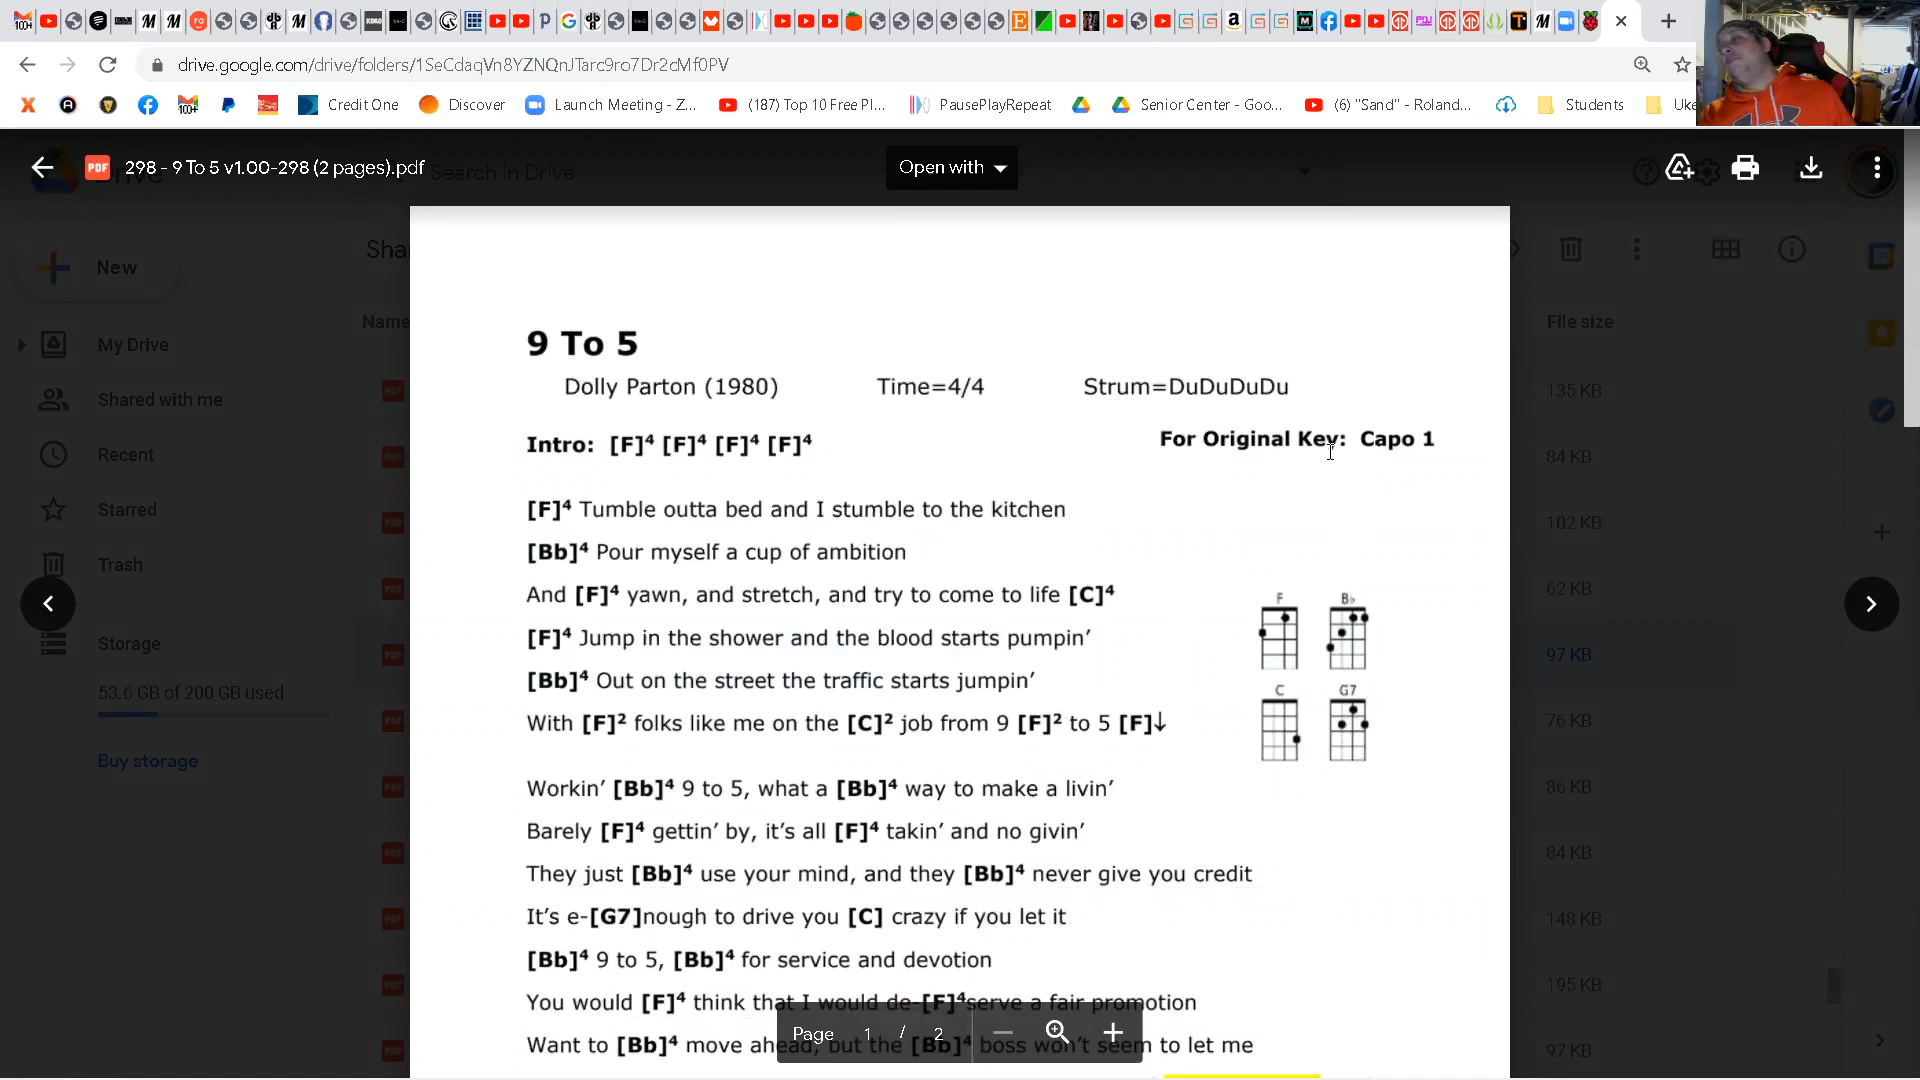 drive.google.com/drive/folders/1SeCdaqVn8YZNQnJTarc9ro7Dr2cMf0PV
Credit One
Discover
Launch Meeting - Z...
(187) Top 10 Free Pl...
PausePlayRepeat
Senior Center - Goo...
(6) "Sand" - Roland...
Students
Uke
PDF
298 - 9 To 5 v1.00-298 (2 pages).pdf
Open with
Search in Drive
New
My Drive
Shared with me
Recent
Starred
Trash
Storage
53.6 GB of 200 GB used
Buy storage
Shar
Name
File size
135 KB
84 KB
102 KB
62 KB
97 KB
76 KB
86 KB
84 KB
148 KB
195 KB
97 KB
9 To 5
Dolly Parton (1980) Time=4/4 Strum=DuDuDuDu
Intro: [F]⁴ [F]⁴ [F]⁴ [F]⁴
For Original Key: Capo 1
[F]⁴ Tumble outta bed and I stumble to the kitchen
[Bb]⁴ Pour myself a cup of ambition
And [F]⁴ yawn, and stretch, and try to come to life [C]⁴
[F]⁴ Jump in the shower and the blood starts pumpin’
[Bb]⁴ Out on the street the traffic starts jumpin’
With [F]² folks like me on the [C]² job from 9 [F]² to 5 [F]↓
F B♭
C G7
Workin’ [Bb]⁴ 9 to 5, what a [Bb]⁴ way to make a livin’
Barely [F]⁴ gettin’ by, it’s all [F]⁴ takin’ and no givin’
They just [Bb]⁴ use your mind, and they [Bb]⁴ never give you credit
It’s e-[G7]nough to drive you [C] crazy if you let it
[Bb]⁴ 9 to 5, [Bb]⁴ for service and devotion
You would [F]⁴ think that I would de-[F]⁴serve a fair promotion
Want to [Bb]⁴ move ahead, but the [Bb]⁴ boss won’t seem to let me
Page 1 / 2